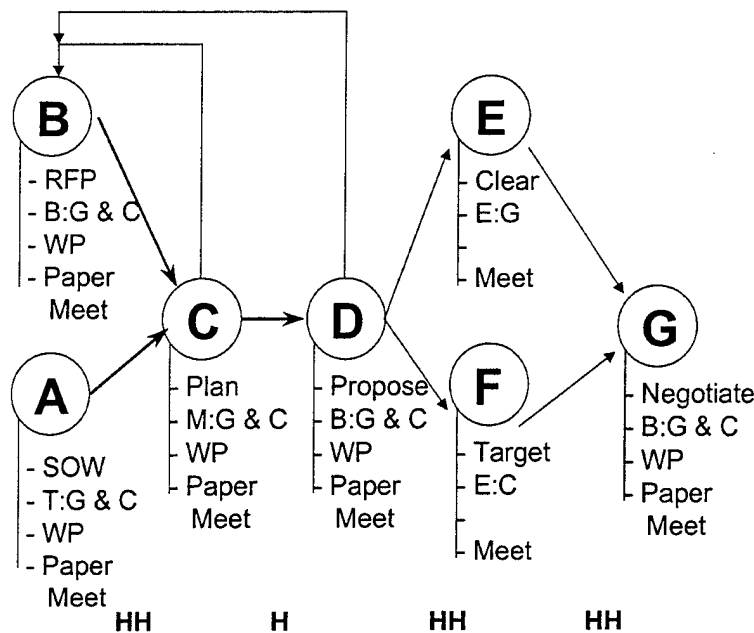 B
- RFP
- B:G & C
- WP
- Paper
Meet
A
- SOW
- T:G & C
- WP
- Paper
Meet
C
- Plan
- M:G & C
- WP
- Paper
Meet
D
- Propose
- B:G & C
- WP
- Paper
Meet
E
- Clear
- E:G
-
- Meet
F
- Target
- E:C
-
- Meet
G
- Negotiate
- B:G & C
- WP
- Paper
Meet
HH H HH HH